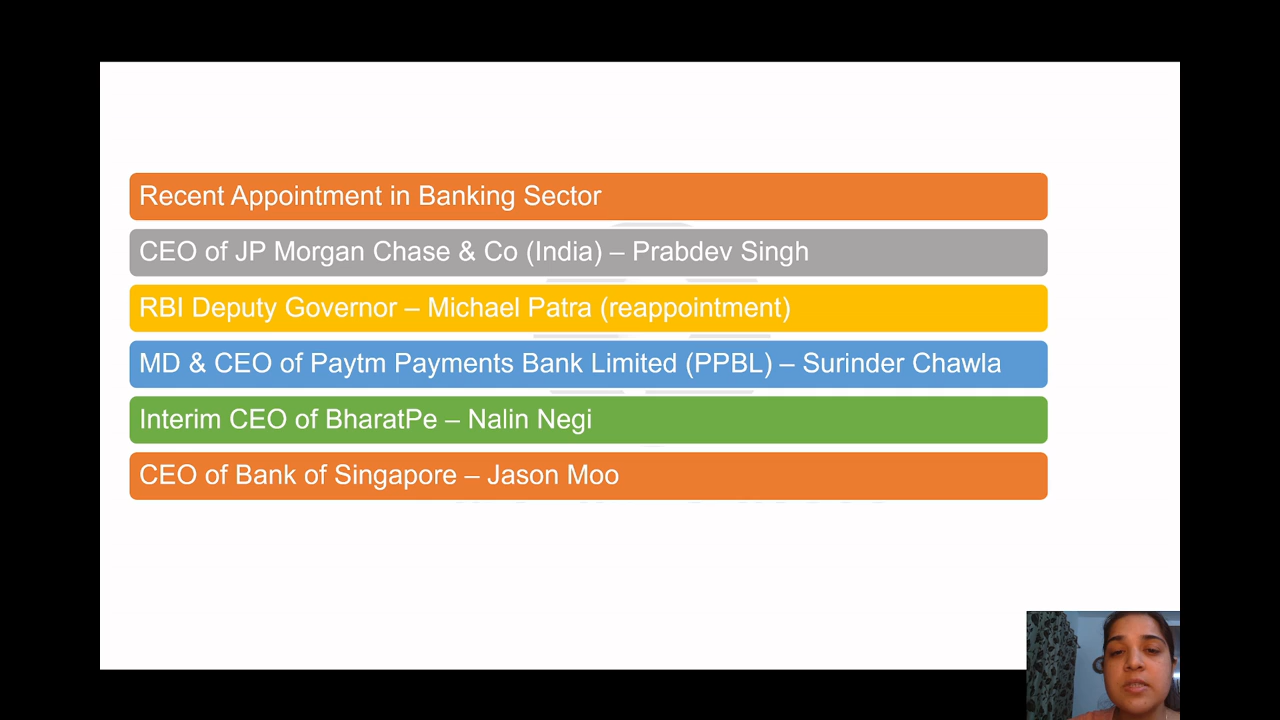 Recent Appointment in Banking Sector
CEO of JP Morgan Chase & Co (India) – Prabdev Singh
RBI Deputy Governor – Michael Patra (reappointment)
MD & CEO of Paytm Payments Bank Limited (PPBL) – Surinder Chawla
Interim CEO of BharatPe – Nalin Negi
CEO of Bank of Singapore – Jason Moo